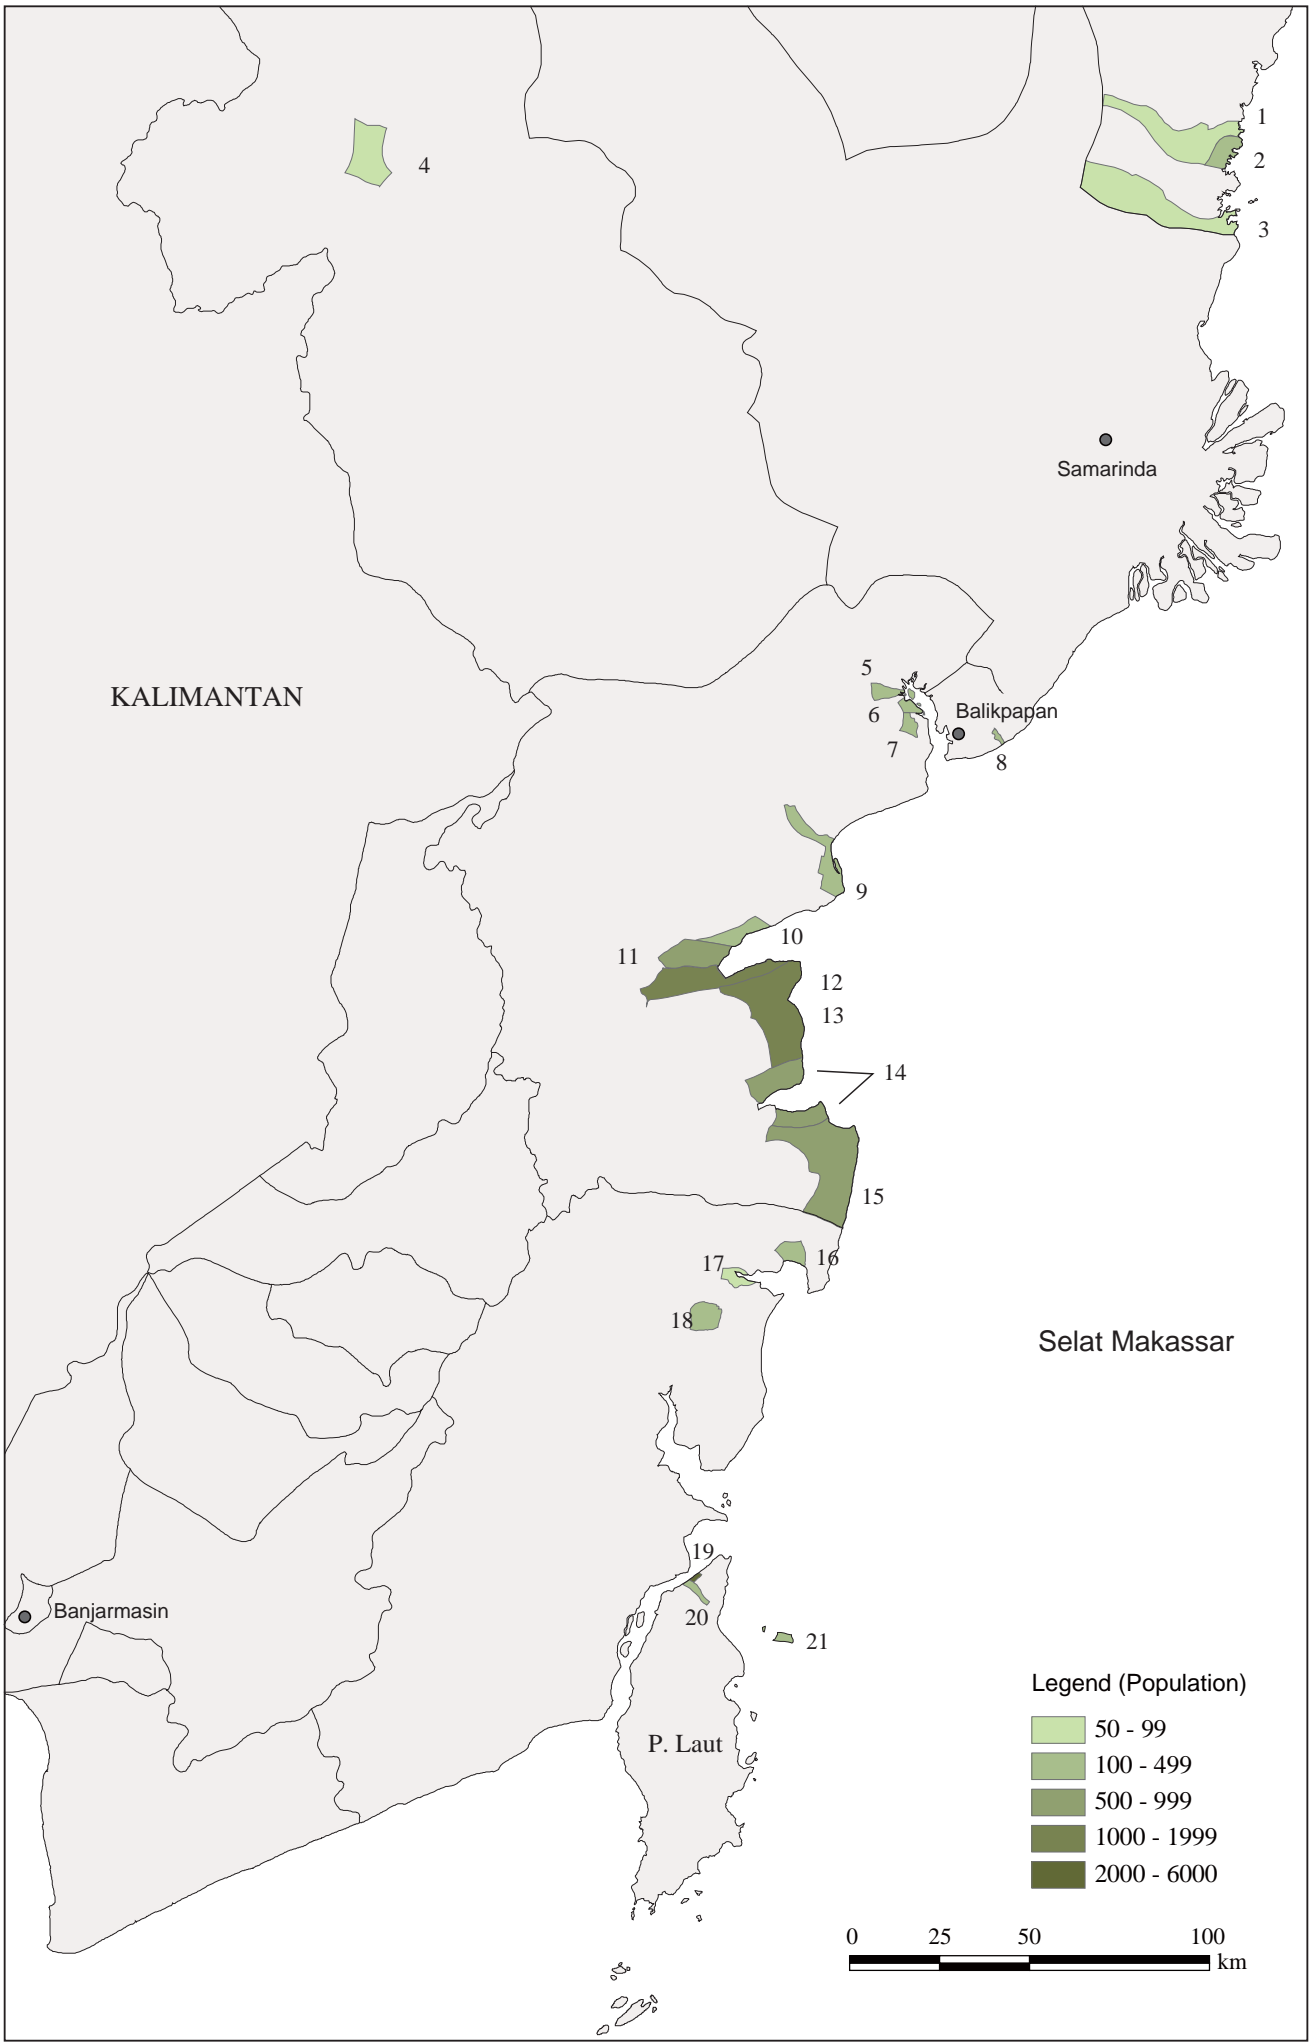 1
2
3
4
Samarinda
KALIMANTAN
5
6
7
Balikpapan
8
9
10
11
12
13
14
15
16
17
18
Selat Makassar
19
20
21
Banjarmasin
P. Laut
Legend (Population)
50 - 99
100 - 499
500 - 999
1000 - 1999
2000 - 6000
0 25 50 100
km